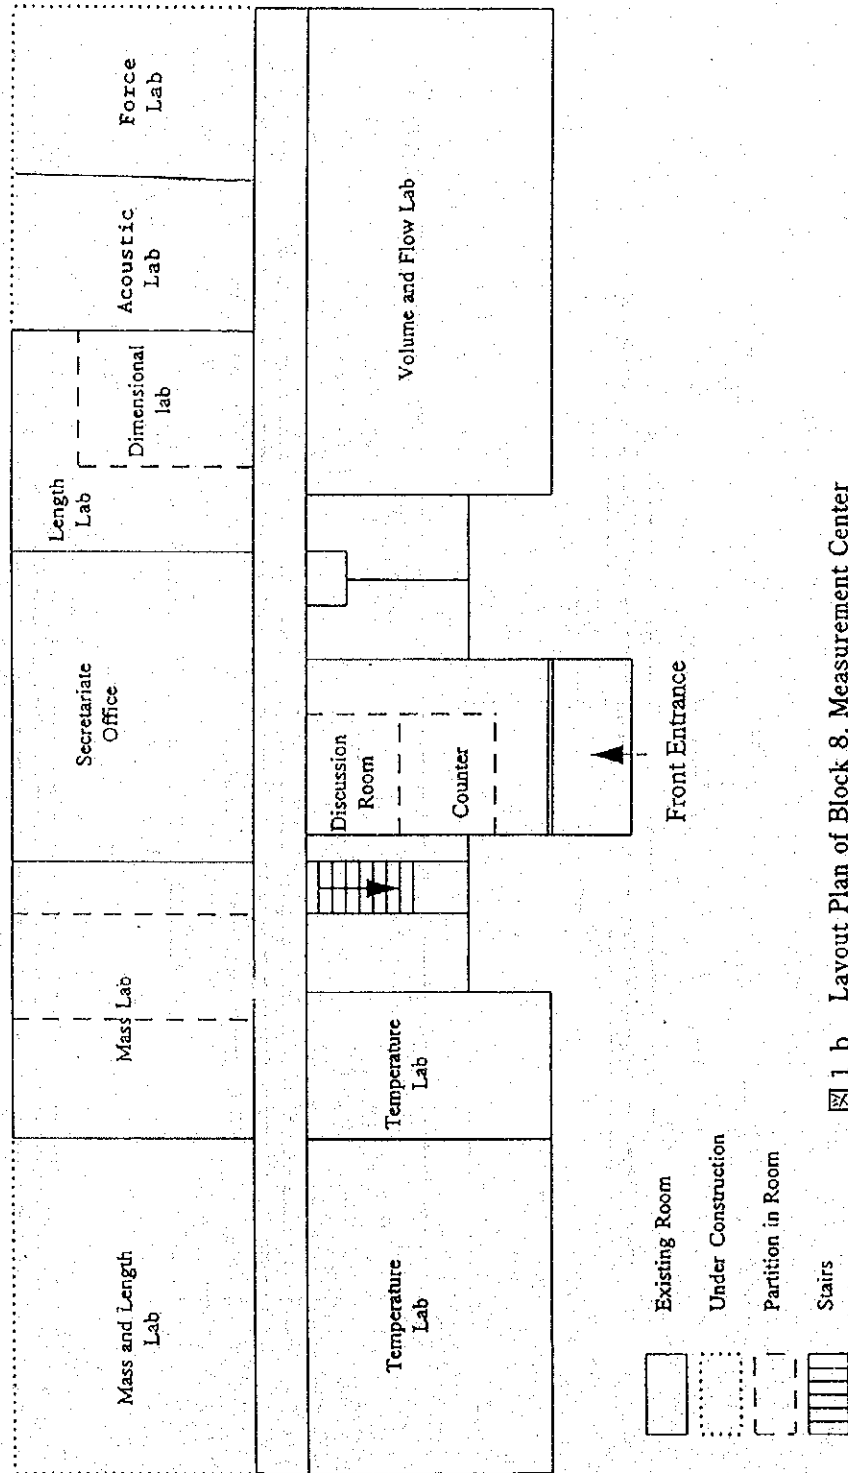 Mass and Length
Lab
Mass Lab
Secretariate
Office
Length
Lab
Dimensional
lab
Acoustic
Lab
Force
Lab
Temperature
Lab
Temperature
Lab
Discussion
Room
Counter
Volume and Flow Lab
Front Entrance
Existing Room
Under Construction
Partition in Room
Stairs
図 1. b Layout Plan of Block 8, Measurement Center